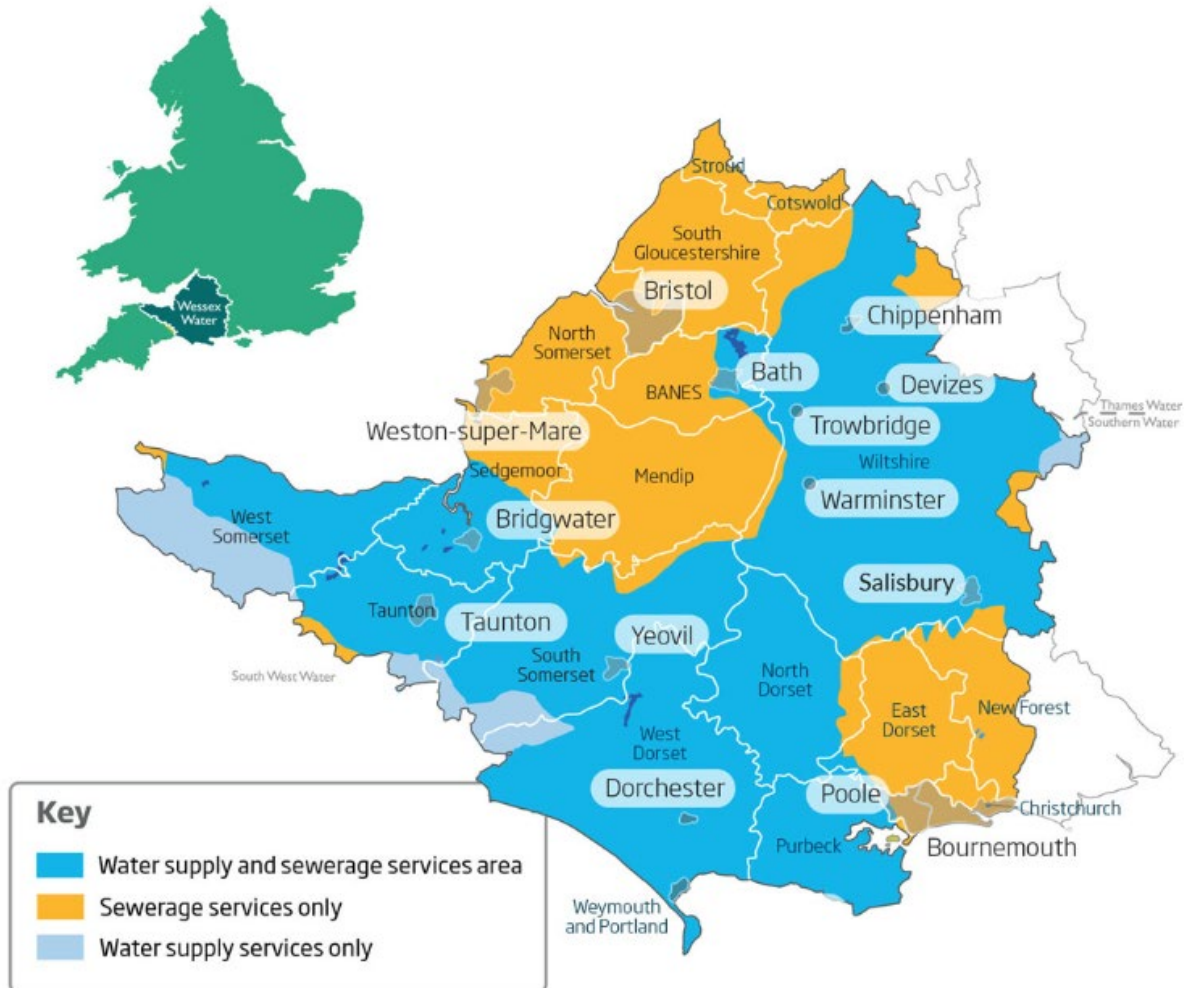 Wessex
Water
Stroud
Cotswold
South
Gloucestershire
Bristol
Chippenham
North
Somerset
Bath
Devizes
BANES
Thames Water
Southern Water
Weston-super-Mare
Trowbridge
Wiltshire
Sedgemoor
Mendip
Warminster
West
Somerset
Bridgwater
Salisbury
Taunton
Taunton
Yeovil
South
Somerset
North
Dorset
South West Water
East
Dorset
New Forest
West
Dorset
Dorchester
Poole
Christchurch
Purbeck
Bournemouth
Weymouth
and Portland
Key
Water supply and sewerage services area
Sewerage services only
Water supply services only